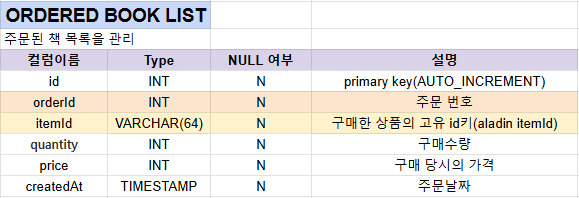 ORDERED BOOK LIST
주문된 책 목록을 관리
컬럼이름 Type NULL 여부 설명
id INT N primary key(AUTO_INCREMENT)
orderId INT N 주문 번호
itemId VARCHAR(64) N 구매한 상품의 고유 id키(aladin itemId)
quantity INT N 구매수량
price INT N 구매 당시의 가격
createdAt TIMESTAMP N 주문날짜